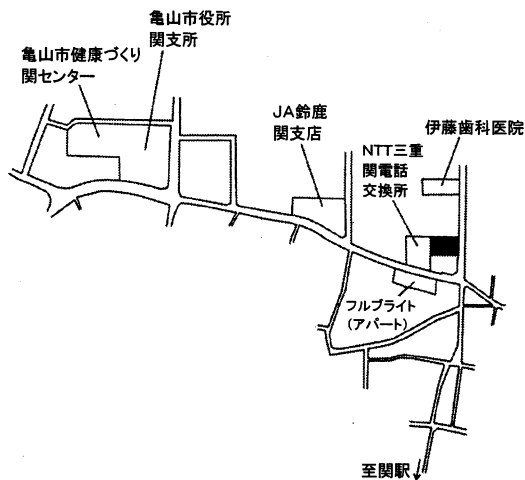 亀山市役所
関支所
亀山市健康づくり
関センター
JA鈴鹿
関支店
伊藤歯科医院
NTT三重
関電話
交換所
フルブライト
(アパート)
至関駅